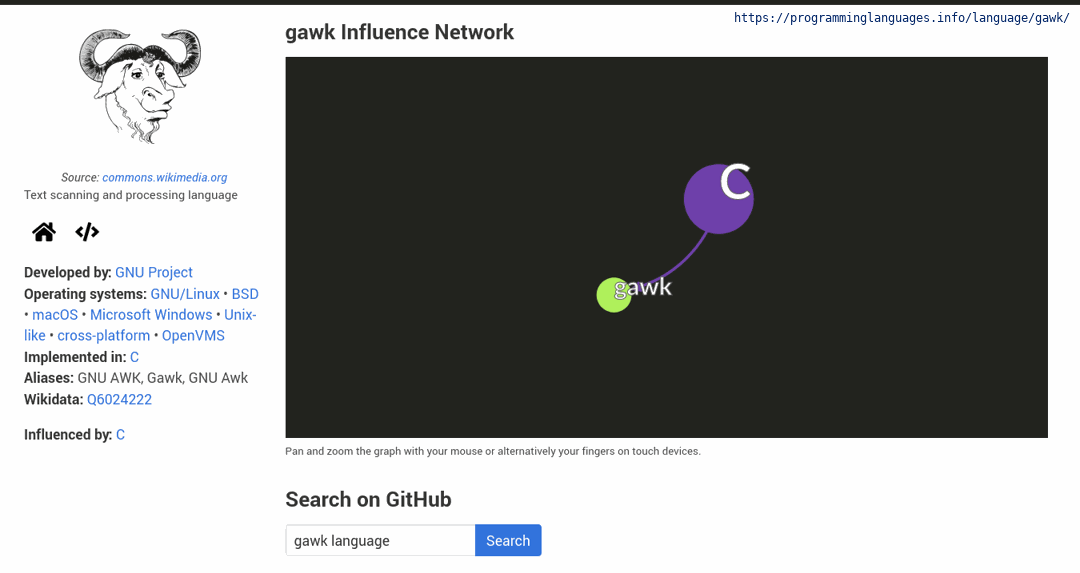 https://programminglanguages.info/language/gawk/
Source: commons.wikimedia.org
Text scanning and processing language
Developed by: GNU Project
Operating systems: GNU/Linux • BSD
• macOS • Microsoft Windows • Unix-
like • cross-platform • OpenVMS
Implemented in: C
Aliases: GNU AWK, Gawk, GNU Awk
Wikidata: Q6024222
Influenced by: C
gawk Influence Network
C
gawk
Pan and zoom the graph with your mouse or alternatively your fingers on touch devices.
Search on GitHub
gawk language
Search